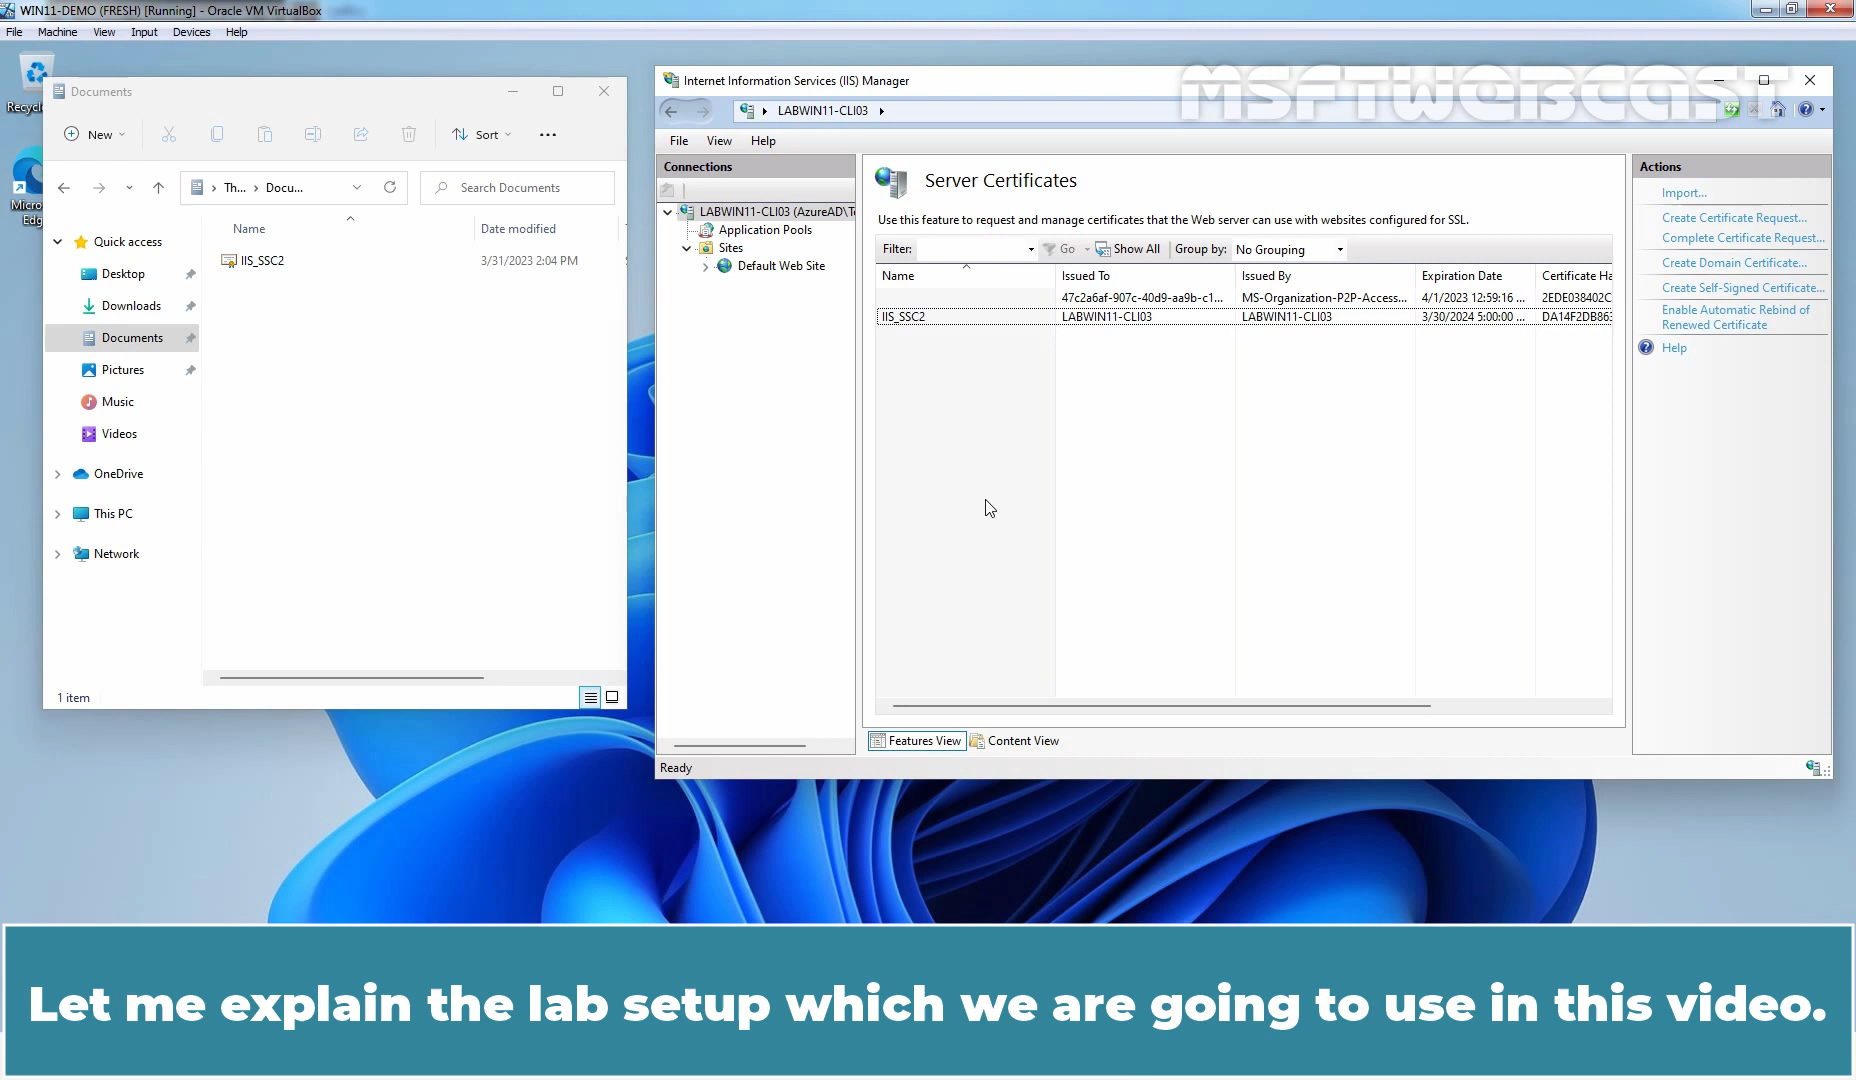 WIN11-DEMO (FRESH) [Running] - Oracle VM VirtualBox
File Machine View Input Devices Help
Documents
New
Sort
Th... Docu...
Search Documents
Name Date modified
Quick access
Desktop
Downloads
Documents
Pictures
Music
Videos
OneDrive
This PC
Network
IIS_SSC2 3/31/2023 2:04 PM
1 item
Internet Information Services (IIS) Manager
MSFTWEBCAST
LABWIN11-CLI03
File View Help
Connections
LABWIN11-CLI03 (AzureAD\T
Application Pools
Sites
Default Web Site
Server Certificates
Use this feature to request and manage certificates that the Web server can use with websites configured for SSL.
Filter: Go Show All Group by: No Grouping
Name Issued To Issued By Expiration Date Certificate Ha
47c2a6af-907c-40d9-aa9b-c1... MS-Organization-P2P-Access... 4/1/2023 12:59:16 ... 2EDE038402C
IIS_SSC2 LABWIN11-CLI03 LABWIN11-CLI03 3/30/2024 5:00:00 ... DA14F2DB863
Features View Content View
Ready
Actions
Import...
Create Certificate Request...
Complete Certificate Request...
Create Domain Certificate...
Create Self-Signed Certificate...
Enable Automatic Rebind of
Renewed Certificate
Help
Recyc
Micro
Edg
Let me explain the lab setup which we are going to use in this video.